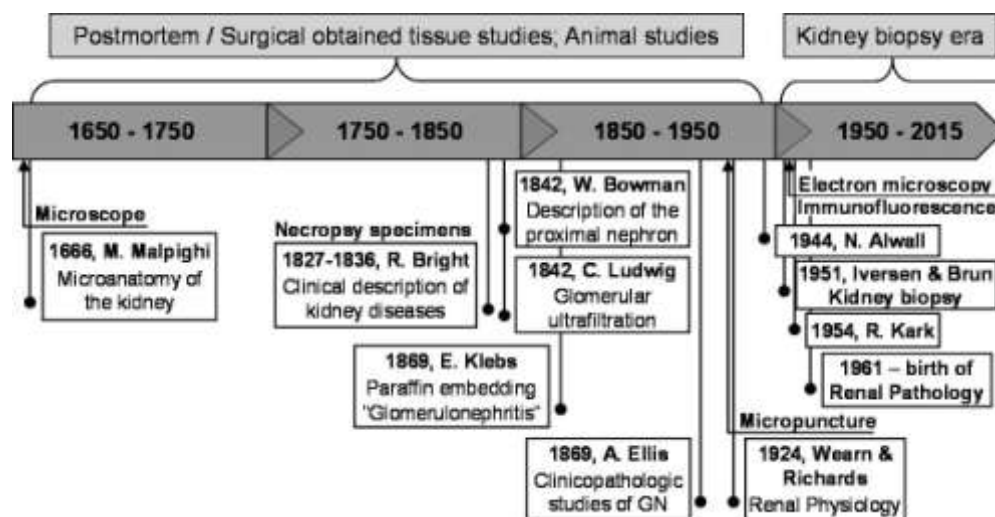 Postmortem / Surgical obtained tissue studies; Animal studies
Kidney biopsy era
1650 - 1750
1750 - 1850
1850 - 1950
1950 - 2015
Microscope
1666, M. Malpighi
Microanatomy of
the kidney
Necropsy specimens
1827-1836, R. Bright
Clinical description of
kidney diseases
1842, W. Bowman
Description of the
proximal nephron
1842, C. Ludwig
Glomerular
ultrafiltration
1869, E. Klebs
Paraffin embedding
"Glomerulonephritis"
1869, A. Ellis
Clinicopathologic
studies of GN
Micropuncture
1924, Wearn &
Richards
Renal Physiology
Electron microscopy
Immunofluorescence
1944, N. Alwall
1951, Iversen & Brun
Kidney biopsy
1954, R. Kark
1961 – birth of
Renal Pathology